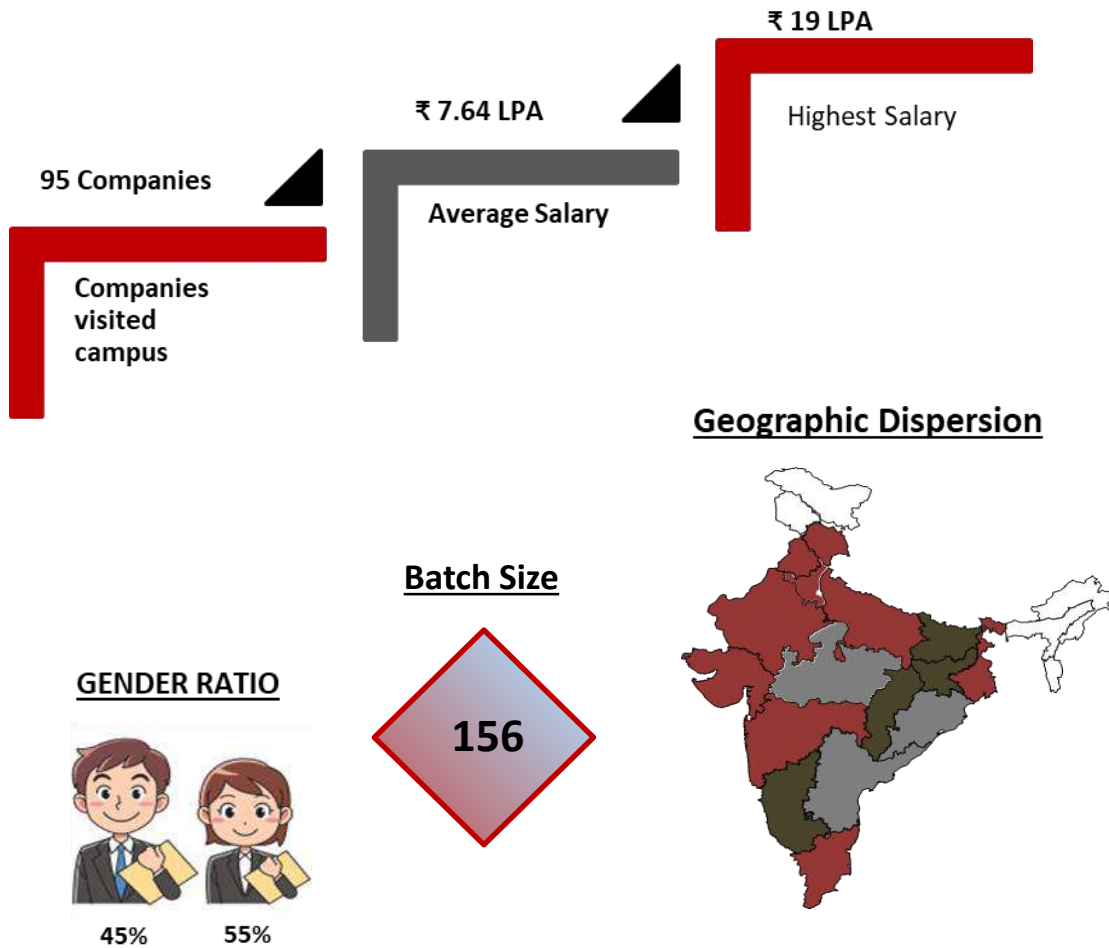 ₹ 19 LPA
Highest Salary
₹ 7.64 LPA
Average Salary
95 Companies
Companies
visited
campus
Geographic Dispersion
Batch Size
156
GENDER RATIO
45%
55%